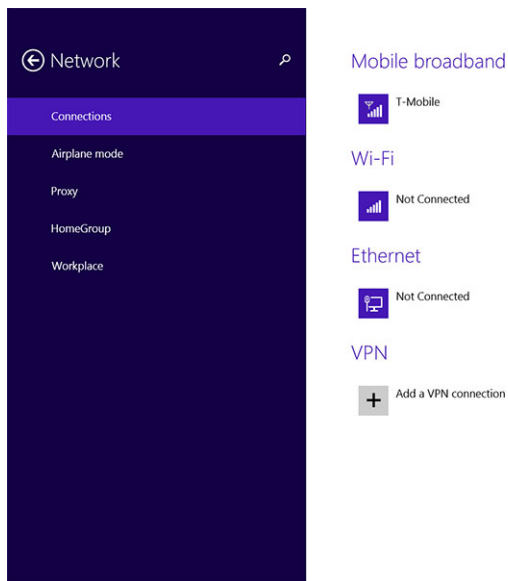 Network
Connections
Airplane mode
Proxy
HomeGroup
Workplace
Mobile broadband
T-Mobile
Wi-Fi
Not Connected
Ethernet
Not Connected
VPN
Add a VPN connection